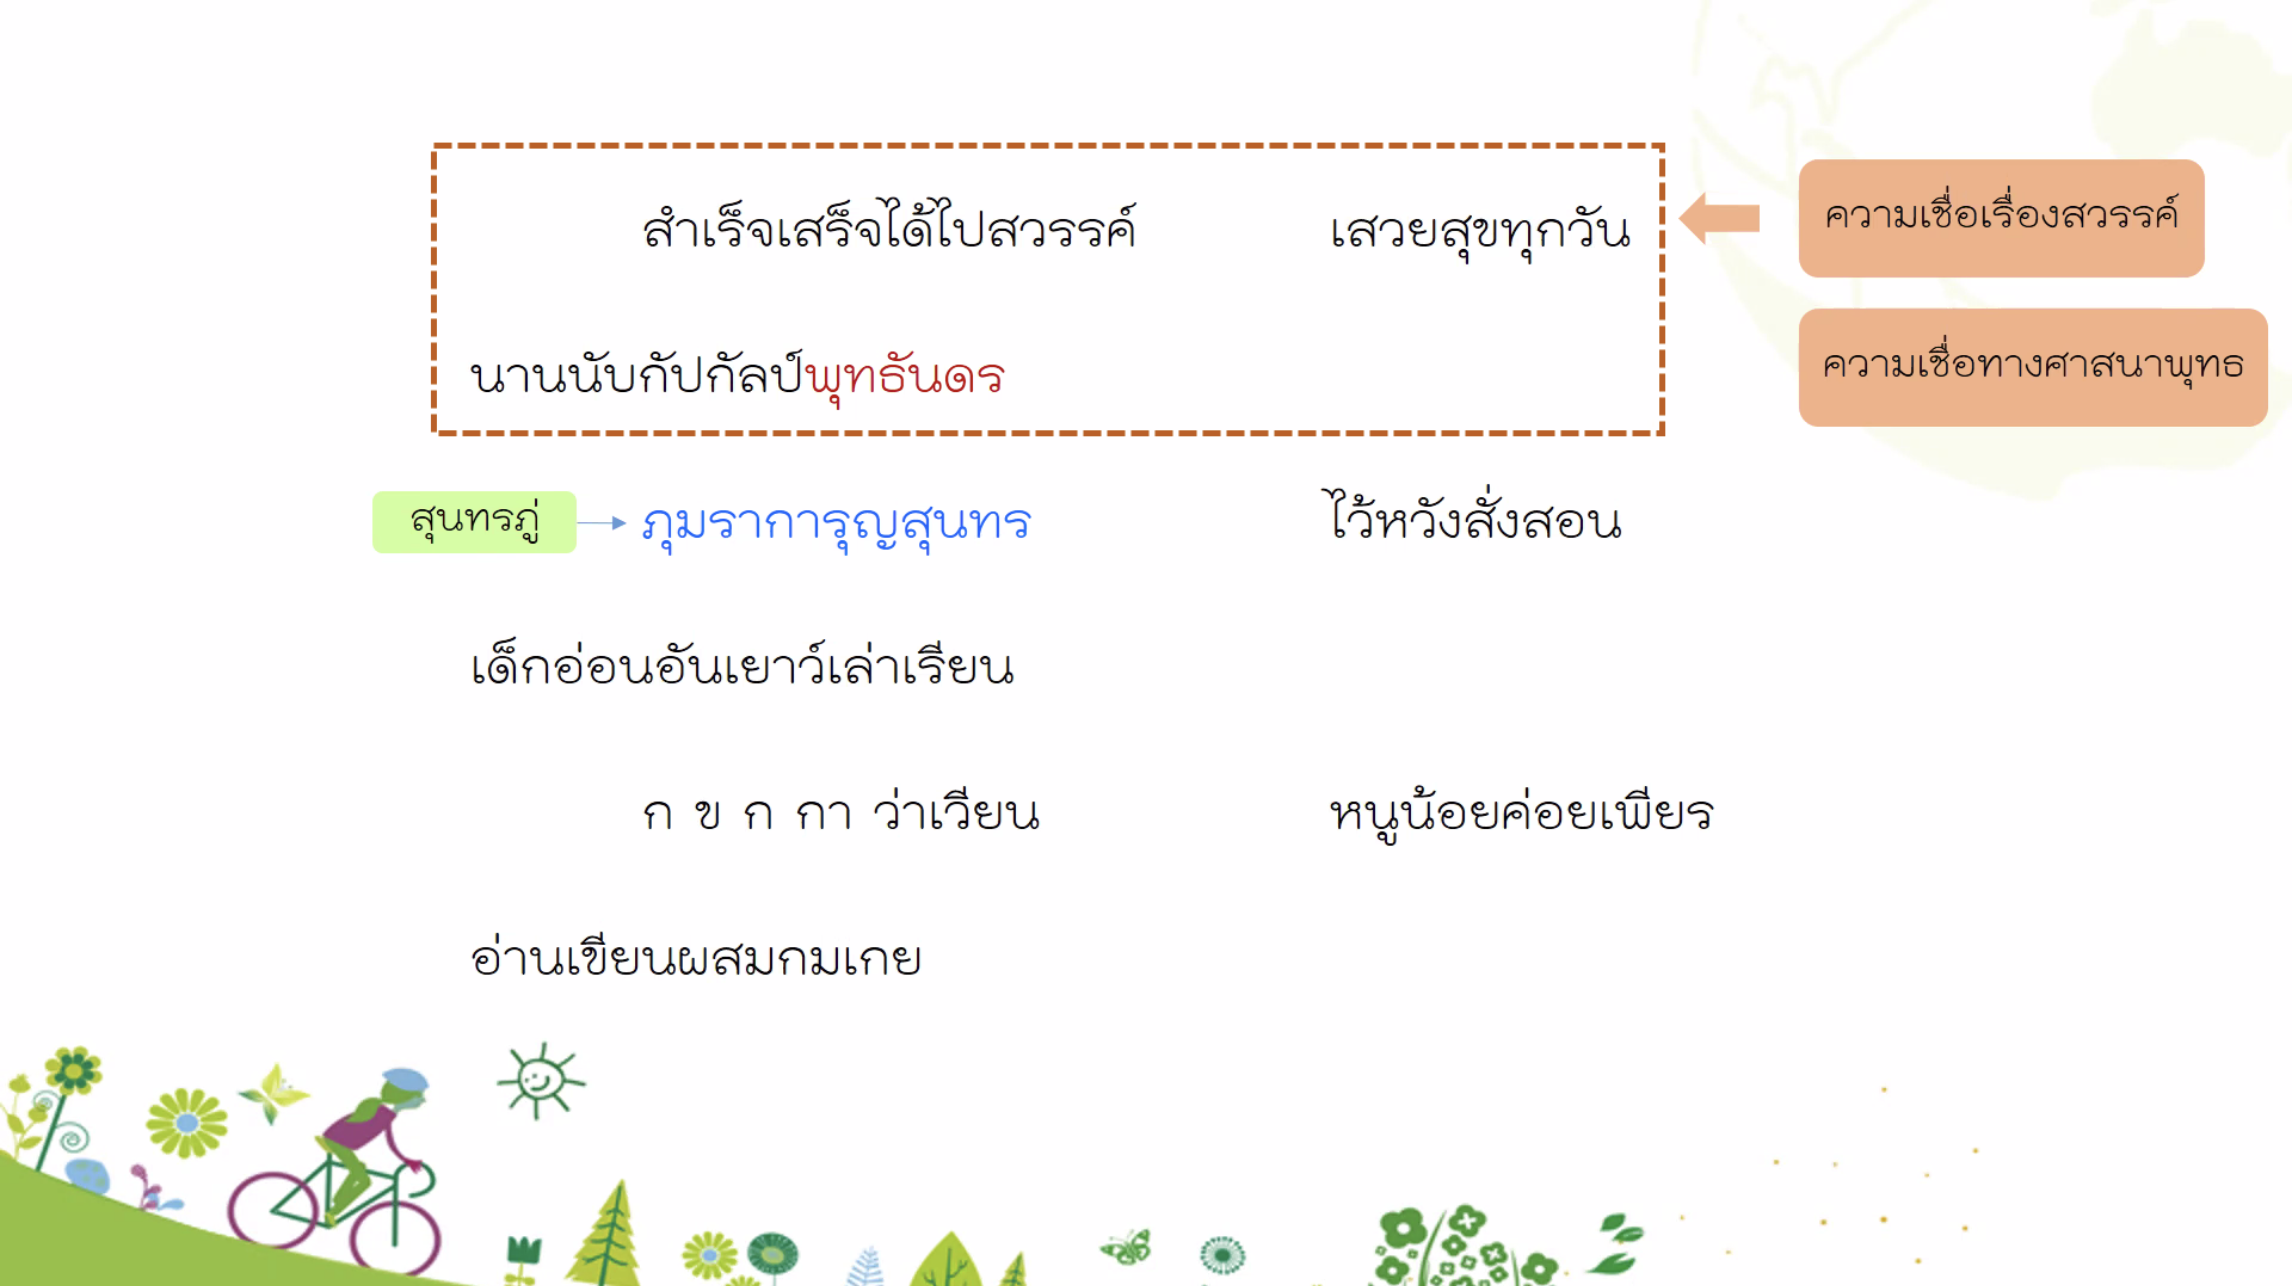 สำเร็จเสร็จได้ไปสวรรค์ เสวยสุขทุกวัน
ความเชื่อเรื่องสวรรค์
นานนับกัปกัลป์พุทธันดร
ความเชื่อทางศาสนาพุทธ
สุนทรภู่ ภุมราการุญสุนทร ไว้หวังสั่งสอน
เด็กอ่อนอันเยาว์เล่าเรียน
ก ข ก กา ว่าเวียน หนูน้อยค่อยเพียร
อ่านเขียนผสมกมเกย